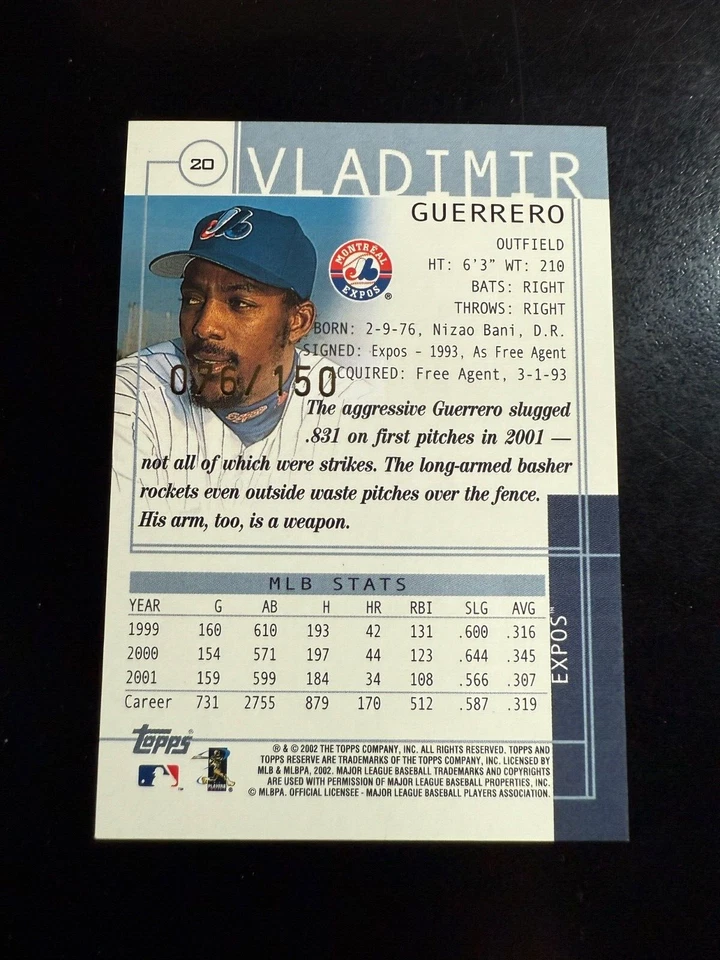 20
VLADIMIR
GUERRERO
OUTFIELD
HT: 6'3" WT: 210
BATS: RIGHT
THROWS: RIGHT
BORN: 2-9-76, Nizao Bani, D.R.
SIGNED: Expos - 1993, As Free Agent
ACQUIRED: Free Agent, 3-1-93
MONTRÉAL
EXPOS ®
/150
The aggressive Guerrero slugged
.831 on first pitches in 2001 —
not all of which were strikes. The long-armed basher
rockets even outside waste pitches over the fence.
His arm, too, is a weapon.
MLB STATS
YEAR G AB H HR RBI SLG AVG
1999 160 610 193 42 131 .600 .316
2000 154 571 197 44 123 .644 .345
2001 159 599 184 34 108 .566 .307
Career 731 2755 879 170 512 .587 .319
EXPOS™
Topps®
® & © 2002 THE TOPPS COMPANY, INC. ALL RIGHTS RESERVED. TOPPS AND
TOPPS RESERVE ARE TRADEMARKS OF THE TOPPS COMPANY, INC. LICENSED BY
MLB & MLBPA, 2002. MAJOR LEAGUE BASEBALL TRADEMARKS AND COPYRIGHTS
ARE USED WITH PERMISSION OF MAJOR LEAGUE BASEBALL PROPERTIES, INC.
© MLBPA. OFFICIAL LICENSEE - MAJOR LEAGUE BASEBALL PLAYERS ASSOCIATION.